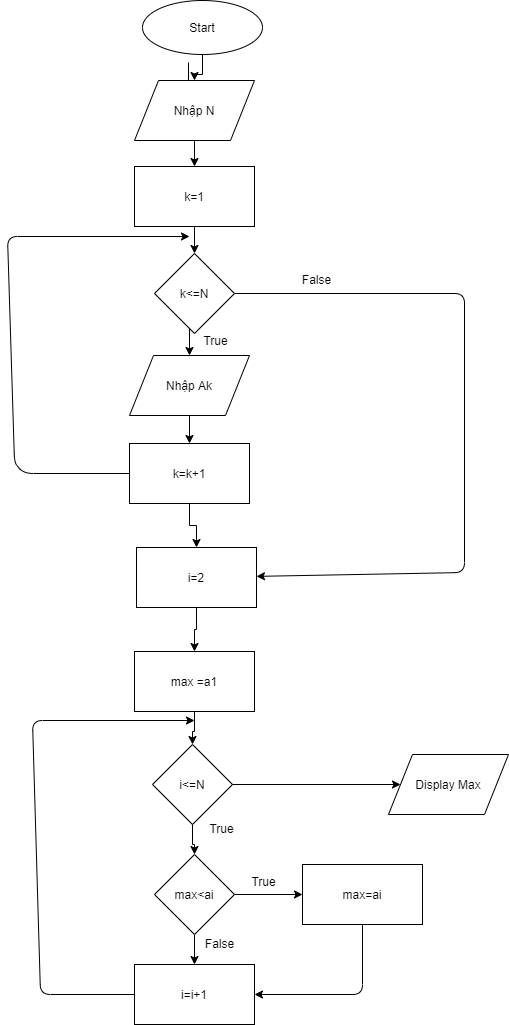 Start
Nhập N
k=1
k<=N
False
True
Nhập Ak
k=k+1
i=2
max =a1
i<=N
Display Max
True
max<ai
True
max=ai
False
i=i+1